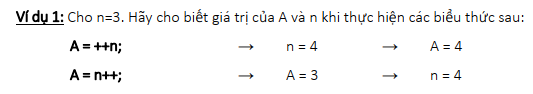 Ví dụ 1: Cho n=3. Hãy cho biết giá trị của A và n khi thực hiện các biểu thức sau:
A = ++n; → n = 4 → A = 4
A = n++; → A = 3 → n = 4